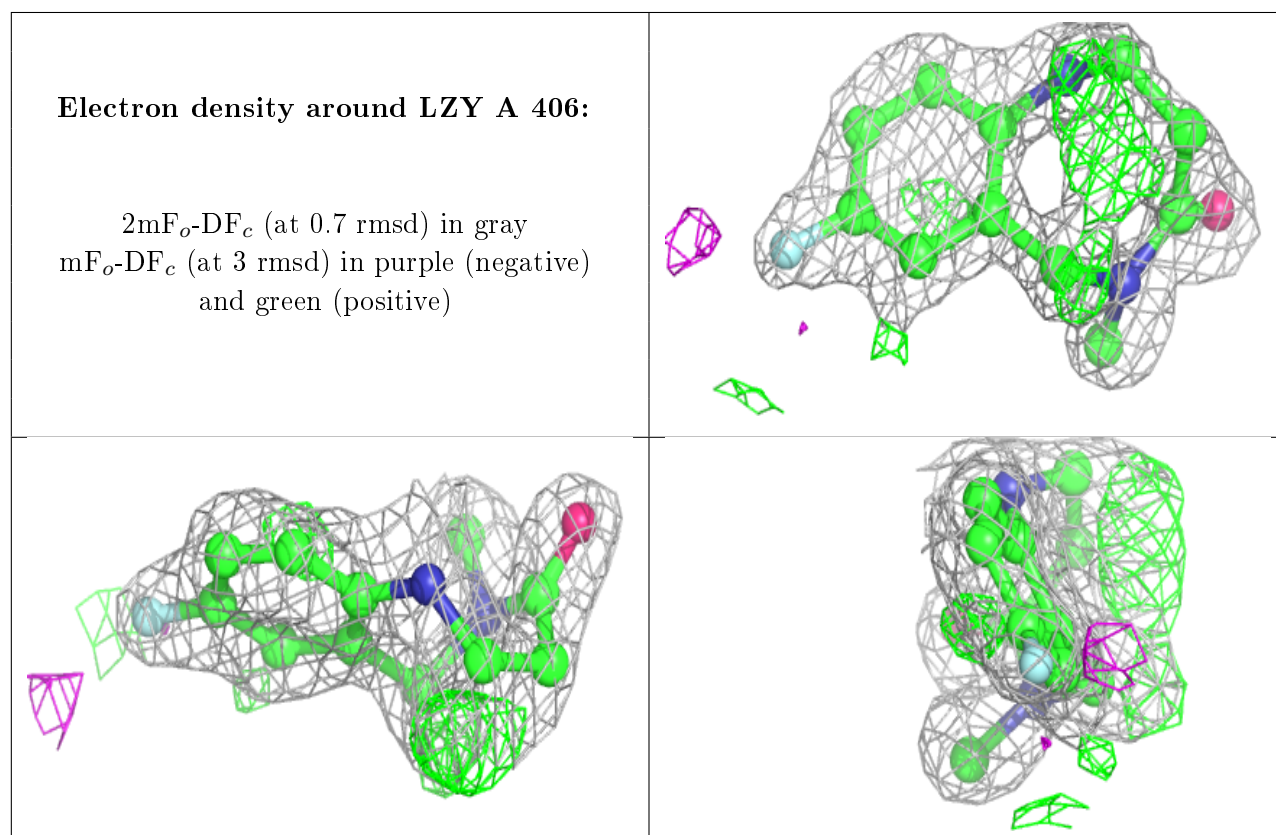 Electron density around LZY A 406:
2mFₒ-DF𝒸 (at 0.7 rmsd) in gray
mFₒ-DF𝒸 (at 3 rmsd) in purple (negative)
and green (positive)